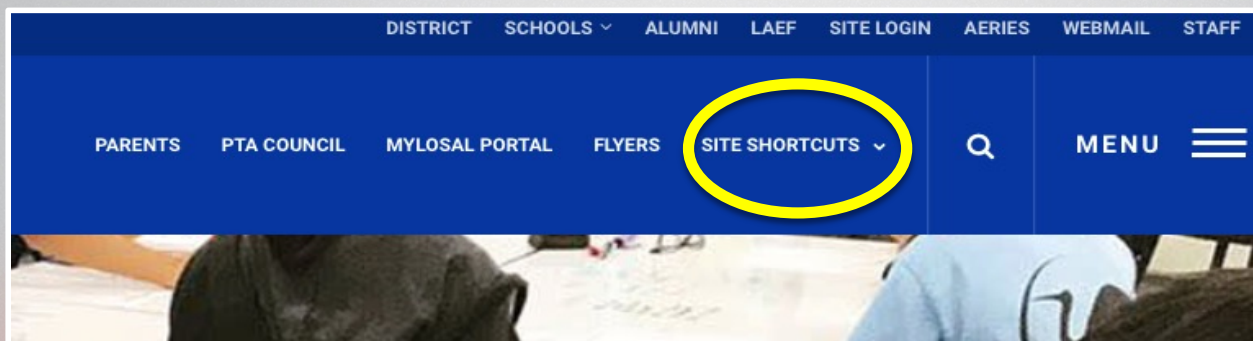 DISTRICT SCHOOLS ALUMNI LAEF SITE LOGIN AERIES WEBMAIL STAFF
PARENTS PTA COUNCIL MYLOSAL PORTAL FLYERS SITE SHORTCUTS MENU